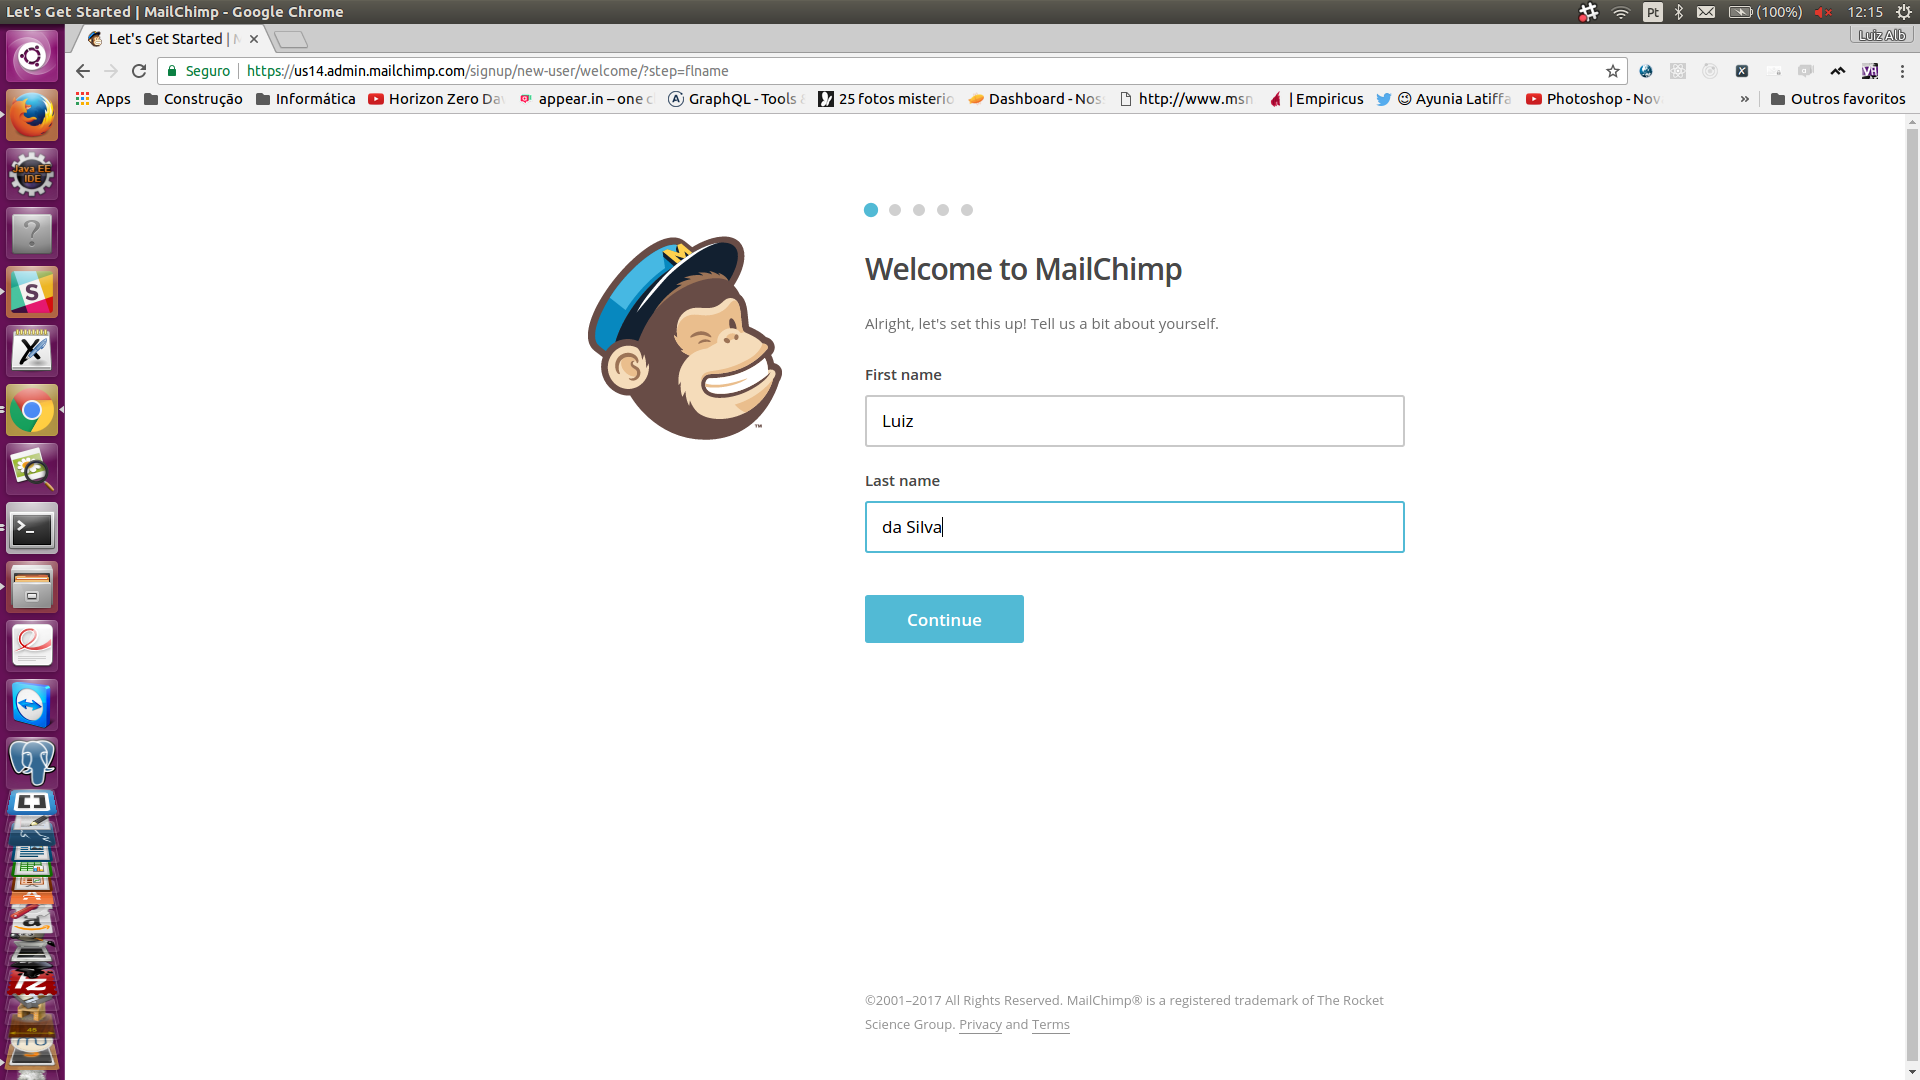 Let's Get Started | MailChimp - Google Chrome
Pt
(100%)
12:15
Let's Get Started |
Luiz Alb
Seguro
https://us14.admin.mailchimp.com/signup/new-user/welcome/?step=flname
Apps
Construção
Informática
Horizon Zero Da
appear.in – one c
GraphQL - Tools
25 fotos misterio
Dashboard - Nos
http://www.msn
| Empiricus
Ayunia Latiffa
Photoshop - Nov
»
Outros favoritos
Java EE
IDE
M
Welcome to MailChimp
Alright, let's set this up! Tell us a bit about yourself.
First name
Luiz
Last name
da Silva
Continue
©2001–2017 All Rights Reserved. MailChimp® is a registered trademark of The Rocket
Science Group. Privacy and Terms